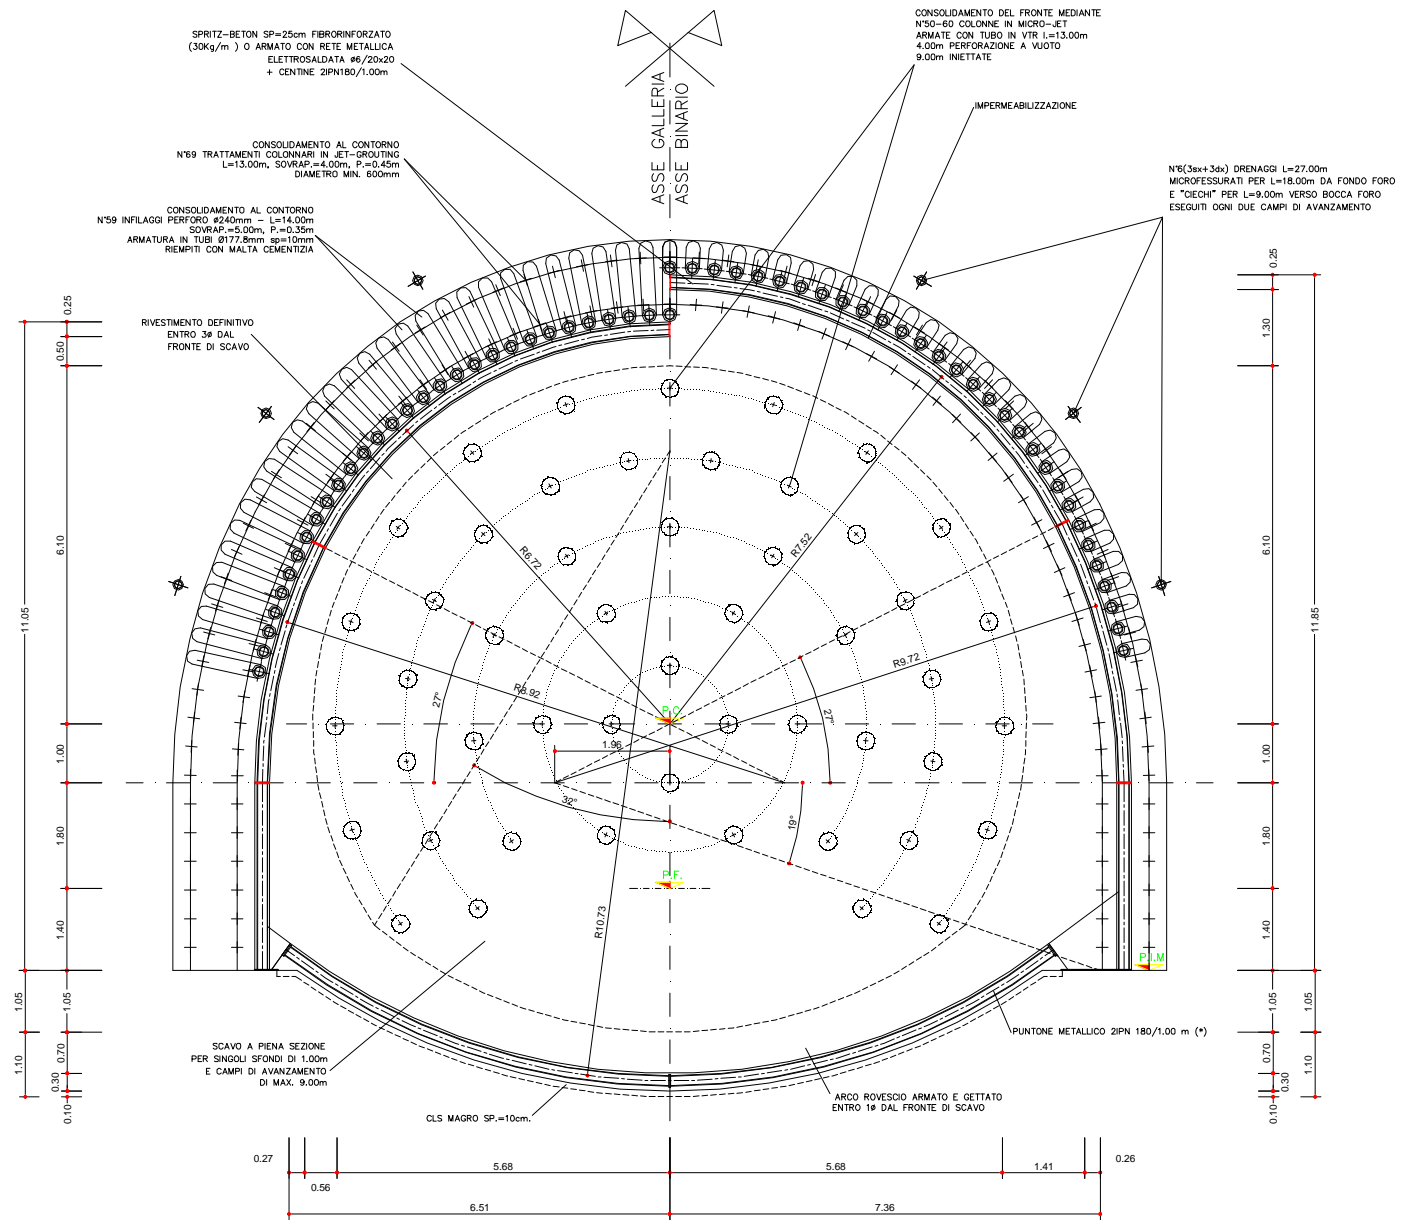 SPRITZ-BETON SP=25cm FIBRORINFORZATO
(30Kg/m ) O ARMATO CON RETE METALLICA
ELETTROSALDATA ø6/20x20
+ CENTINE 2IPN180/1.00m
CONSOLIDAMENTO DEL FRONTE MEDIANTE
N°50-60 COLONNE IN MICRO-JET
ARMATE CON TUBO IN VTR l.=13.00m
4.00m PERFORAZIONE A VUOTO
9.00m INIETTATE
ASSE GALLERIA
ASSE BINARIO
IMPERMEABILIZZAZIONE
CONSOLIDAMENTO AL CONTORNO
N°69 TRATTAMENTI COLONNARI IN JET-GROUTING
L=13.00m, SOVRAP.=4.00m, P.=0.45m
DIAMETRO MIN. 600mm
N°6(3sx+3dx) DRENAGGI L=27.00m
MICROFESSURATI PER L=18.00m DA FONDO FORO
E "CIECHI" PER L=9.00m VERSO BOCCA FORO
ESEGUITI OGNI DUE CAMPI DI AVANZAMENTO
CONSOLIDAMENTO AL CONTORNO
N°59 INFILAGGI PERFORO ø240mm - L=14.00m
SOVRAP.=5.00m, P.=0.35m
ARMATURA IN TUBI Ø177.8mm sp=10mm
RIEMPITI CON MALTA CEMENTIZIA
RIVESTIMENTO DEFINITIVO
ENTRO 3ø DAL
FRONTE DI SCAVO
0.25
0.50
6.10
11.05
1.00
1.80
1.40
1.05
1.05
1.10
0.70
0.30
0.10
0.25
1.30
6.10
11.85
1.00
1.80
1.40
1.05
1.05
0.70
1.10
0.30
0.10
R6.72
R7.52
R8.92
R9.72
27°
27°
P.C.
1.96
32°
19°
P.F.
R10.73
P.I.M
PUNTONE METALLICO 2IPN 180/1.00 m (*)
SCAVO A PIENA SEZIONE
PER SINGOLI SFONDI DI 1.00m
E CAMPI DI AVANZAMENTO
DI MAX. 9.00m
ARCO ROVESCIO ARMATO E GETTATO
ENTRO 1ø DAL FRONTE DI SCAVO
CLS MAGRO SP.=10cm.
0.27
0.56
5.68
5.68
1.41
0.26
6.51
7.36